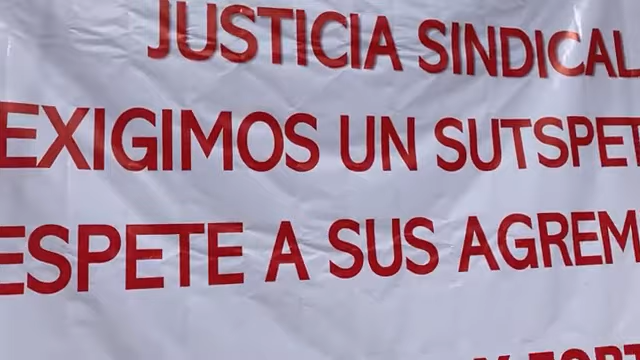 JUSTICIA SINDICAL
EXIGIMOS UN SUTSPET
ESPETE A SUS AGREM